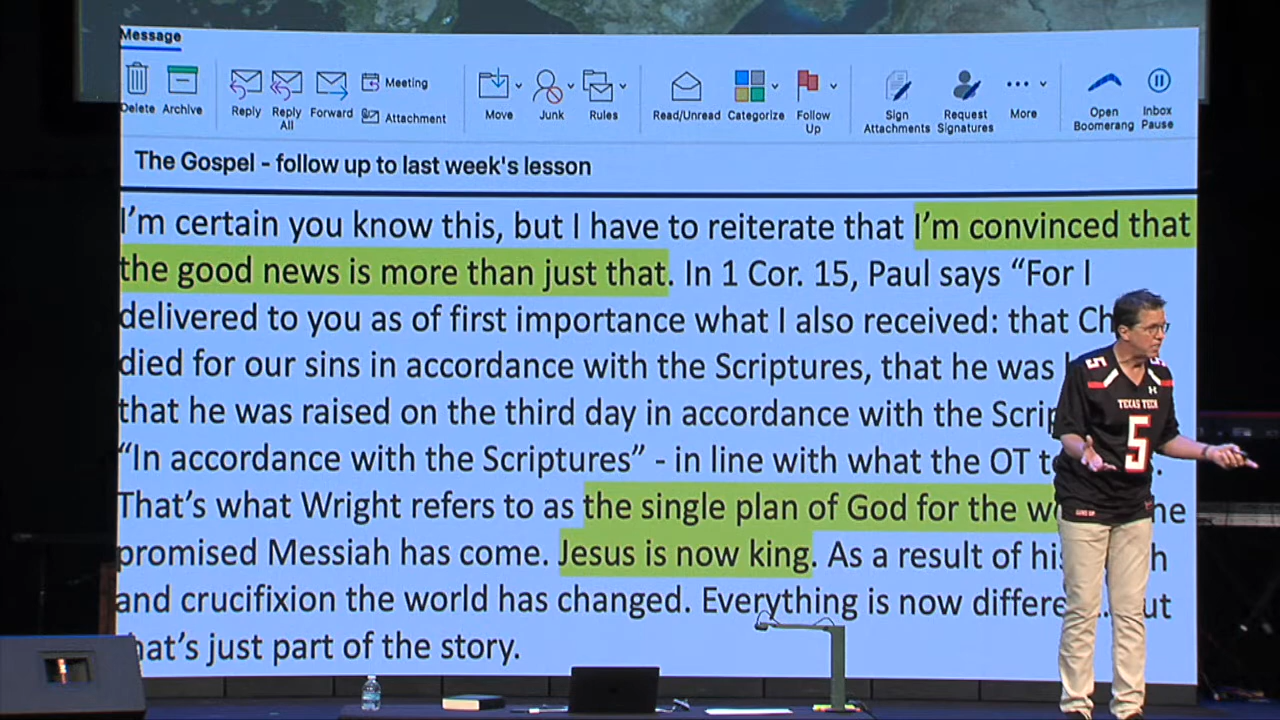 Message
Delete Archive Reply Reply All Forward Meeting Attachment Move Junk Rules Read/Unread Categorize Follow Up Sign Attachments Request Signatures More Open Boomerang Inbox Pause
The Gospel - follow up to last week's lesson
I'm certain you know this, but I have to reiterate that I'm convinced that
the good news is more than just that. In 1 Cor. 15, Paul says “For I
delivered to you as of first importance what I also received: that
died for our sins in accordance with the Scriptures, that he was
that he was raised on the third day in accordance with the
“In accordance with the Scriptures” - in line with what the OT
That's what Wright refers to as the single plan of God for the
promised Messiah has come. Jesus is now king. As a result of
and crucifixion the world has changed. Everything is now
that's just part of the story.
TEXAS TECH
5
5